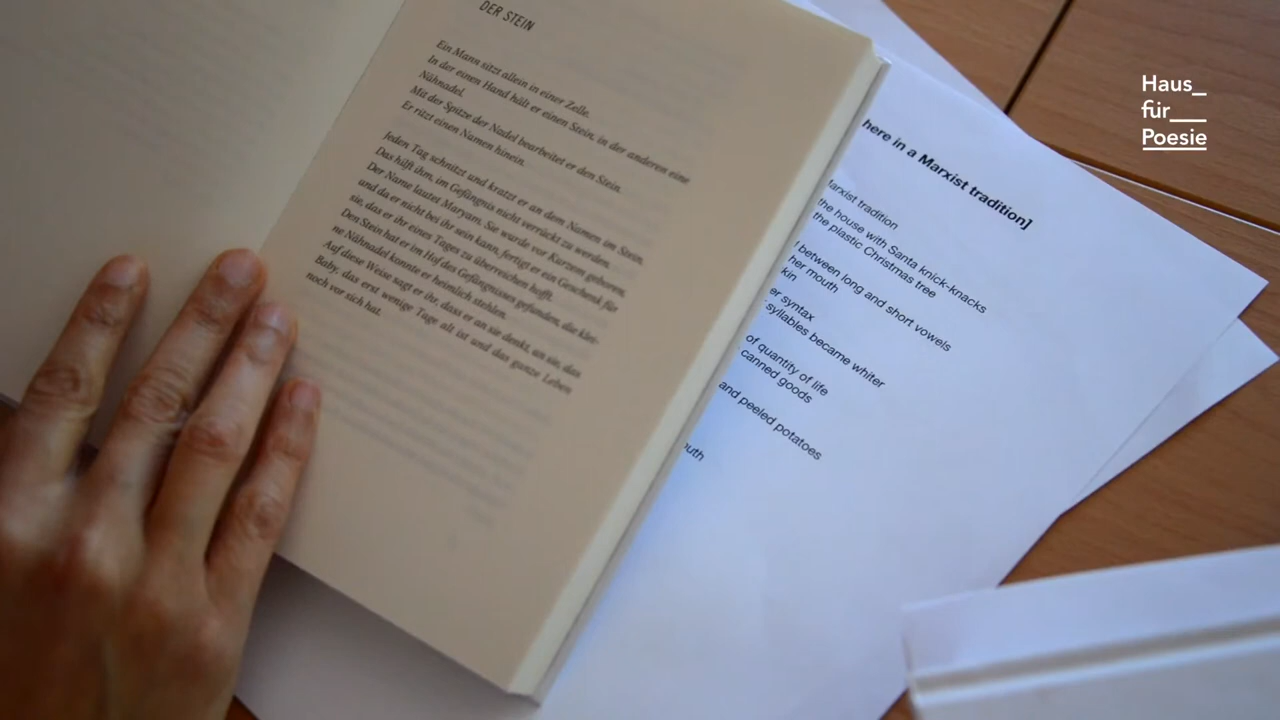 DER STEIN
Ein Mann sitzt allein in einer Zelle.
In der einen Hand hält er einen Stein, in der anderen eine
Nähnadel.
Mit der Spitze der Nadel bearbeitet er den Stein.
Er ritzt einen Namen hinein.
Jeden Tag schnitzt und kratzt er an dem Namen im Stein.
Das hilft ihm, im Gefängnis nicht verrückt zu werden.
Der Name lautet Maryam. Sie wurde vor Kurzem geboren,
und da er nicht bei ihr sein kann, fertigt er ein Geschenk für
sie, das er ihr eines Tages zu überreichen hofft.
Den Stein hat er im Hof des Gefängnisses gefunden, die klei-
ne Nähnadel konnte er heimlich stehlen.
Auf diese Weise sagt er ihr, dass er an sie denkt, an sie, das
Baby, das erst wenige Tage alt ist und das ganze Leben
noch vor sich hat.
here in a Marxist tradition]
Marxist tradition
the house with Santa knick-knacks
the plastic Christmas tree
between long and short vowels
her mouth
kin
er syntax
syllables became whiter
of quantity of life
canned goods
and peeled potatoes
outh
Haus_
für__
Poesie